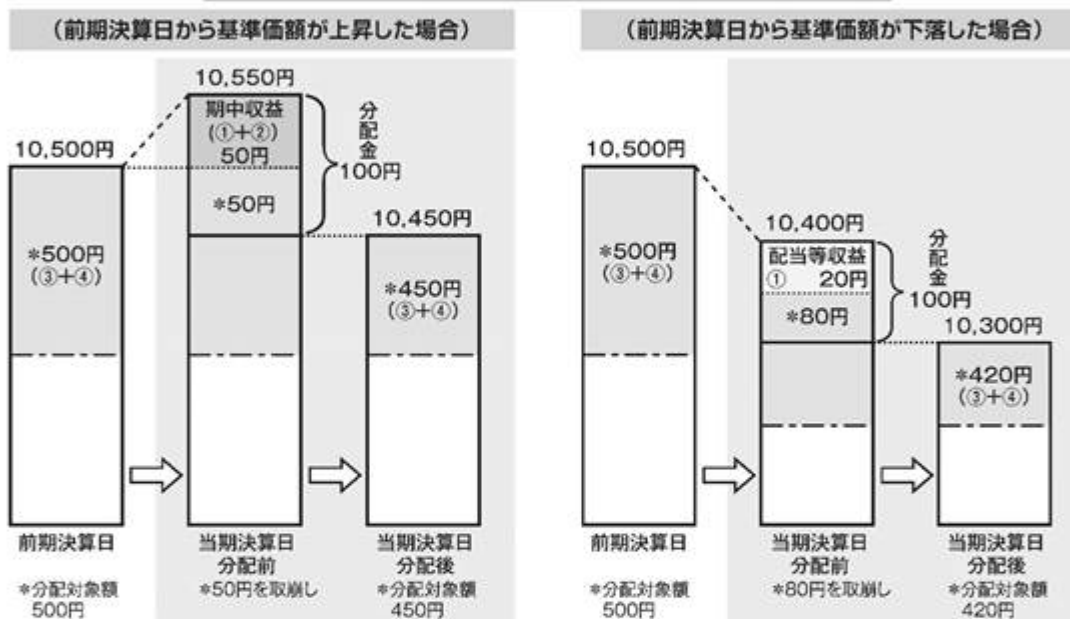 (前期決算日から基準価額が上昇した場合)
10,550円
期中収益
(①+②)
50円
*50円
分配金
100円
10,500円
*500円
(③+④)
10,450円
*450円
(③+④)
前期決算日
当期決算日
分配前
当期決算日
分配後
*分配対象額
500円
*50円を取崩し
*分配対象額
450円
(前期決算日から基準価額が下落した場合)
10,500円
*500円
(③+④)
10,400円
配当等収益
① 20円
*80円
分配金
100円
10,300円
*420円
(③+④)
前期決算日
当期決算日
分配前
当期決算日
分配後
*分配対象額
500円
*80円を取崩し
*分配対象額
420円